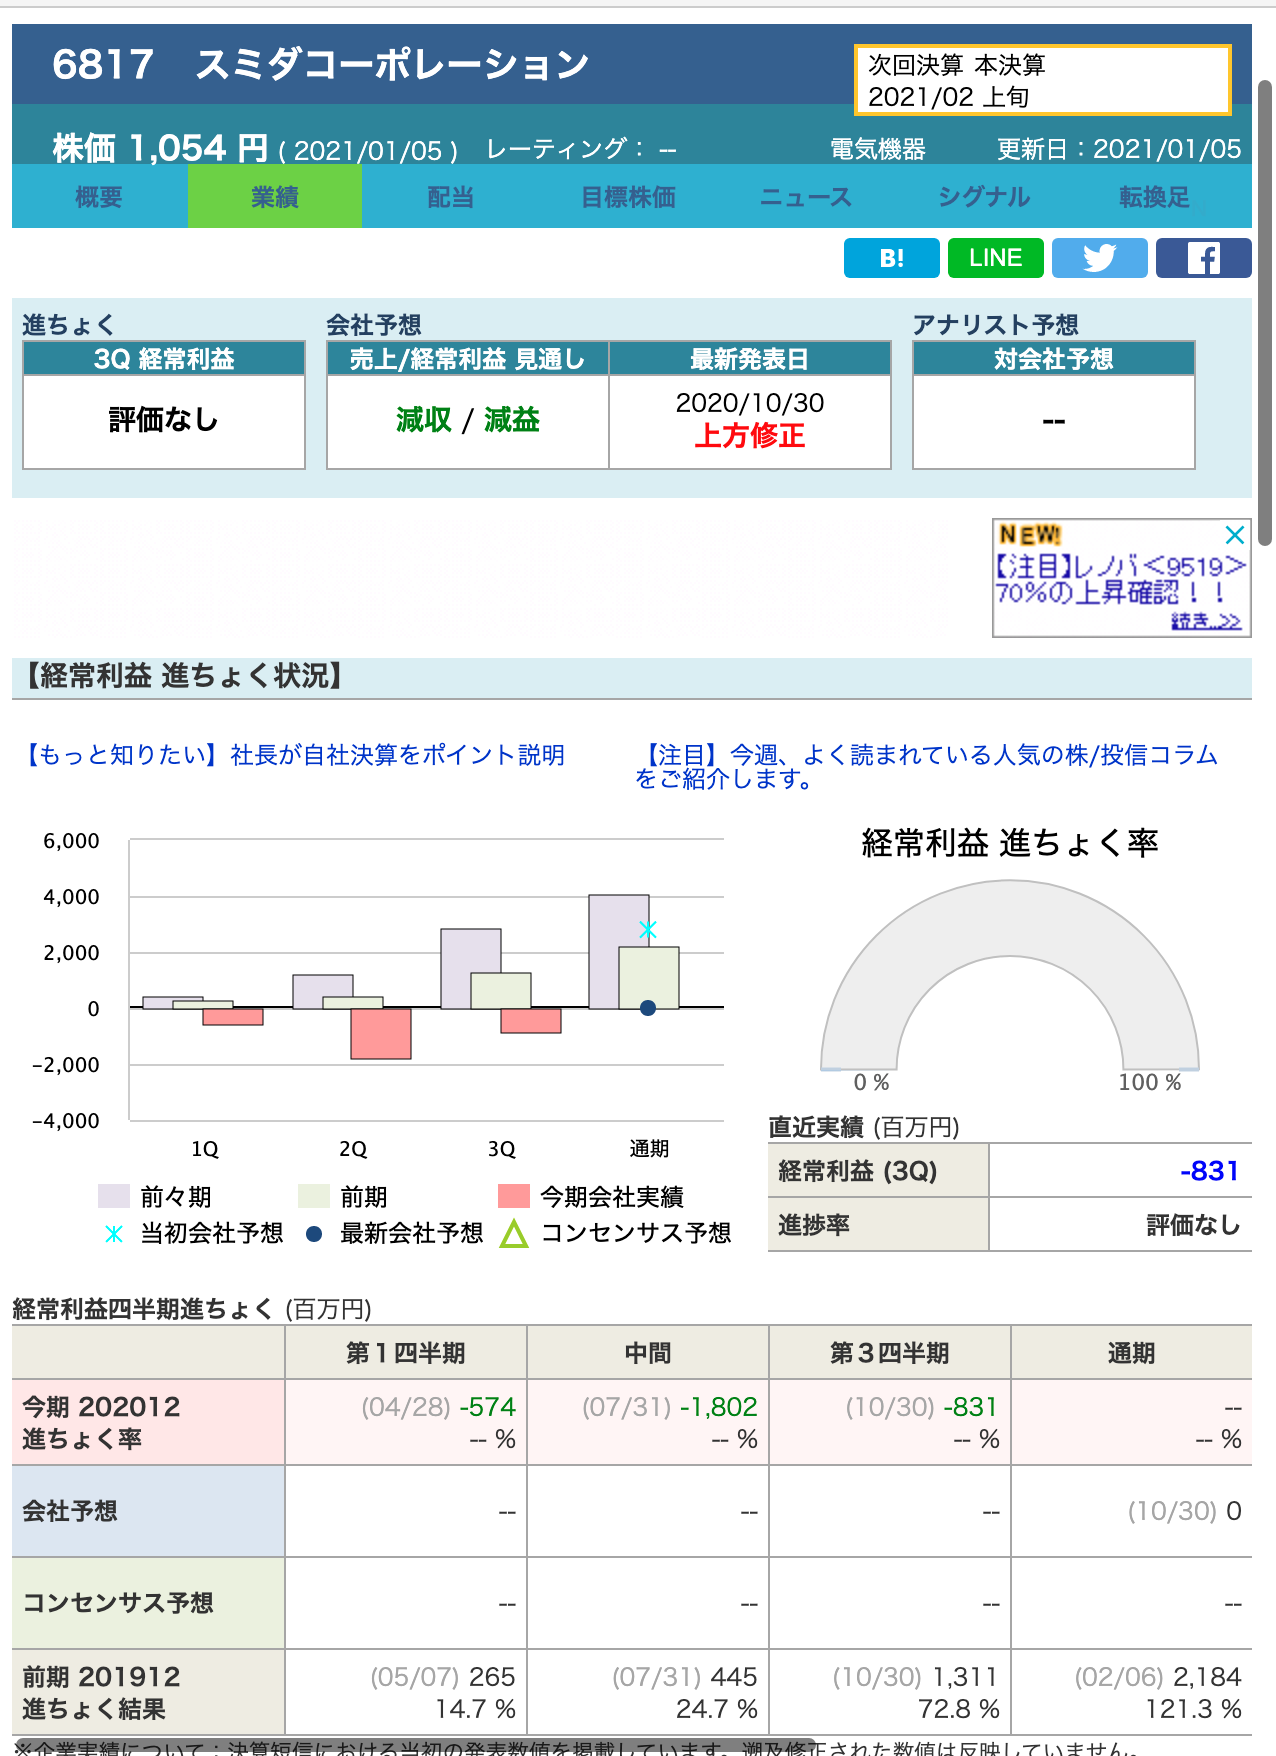 6817 スミダコーポレーション
次回決算 本決算
2021/02 上旬
株価 1,054 円 ( 2021/01/05 ) レーティング： -- 電気機器 更新日：2021/01/05
概要 業績 配当 目標株価 ニュース シグナル 転換足
B! LINE
進ちょく 会社予想 アナリスト予想
3Q 経常利益 売上/経常利益 見通し 最新発表日 対会社予想
評価なし 減収 / 減益 2020/10/30 --
上方修正
NEW!
【注目】レノバ<9519>
70%の上昇確認！！
続き..>>
【経常利益 進ちょく状況】
【もっと知りたい】社長が自社決算をポイント説明
【注目】今週、よく読まれている人気の株/投信コラム
をご紹介します。
6,000
4,000
2,000
0
-2,000
-4,000
1Q 2Q 3Q 通期
前々期 前期 今期会社実績
当初会社予想 最新会社予想 コンセンサス予想
経常利益 進ちょく率
0 % 100 %
直近実績 (百万円)
経常利益 (3Q) -831
進捗率 評価なし
経常利益四半期進ちょく (百万円)
第１四半期 中間 第３四半期 通期
今期 202012 (04/28) -574 (07/31) -1,802 (10/30) -831 --
進ちょく率 -- % -- % -- % -- %
会社予想 -- -- -- (10/30) 0
コンセンサス予想 -- -- -- --
前期 201912 (05/07) 265 (07/31) 445 (10/30) 1,311 (02/06) 2,184
進ちょく結果 14.7 % 24.7 % 72.8 % 121.3 %
※企業実績について：決算短信における当初の発表数値を掲載しています。遡及修正された数値は反映していません。